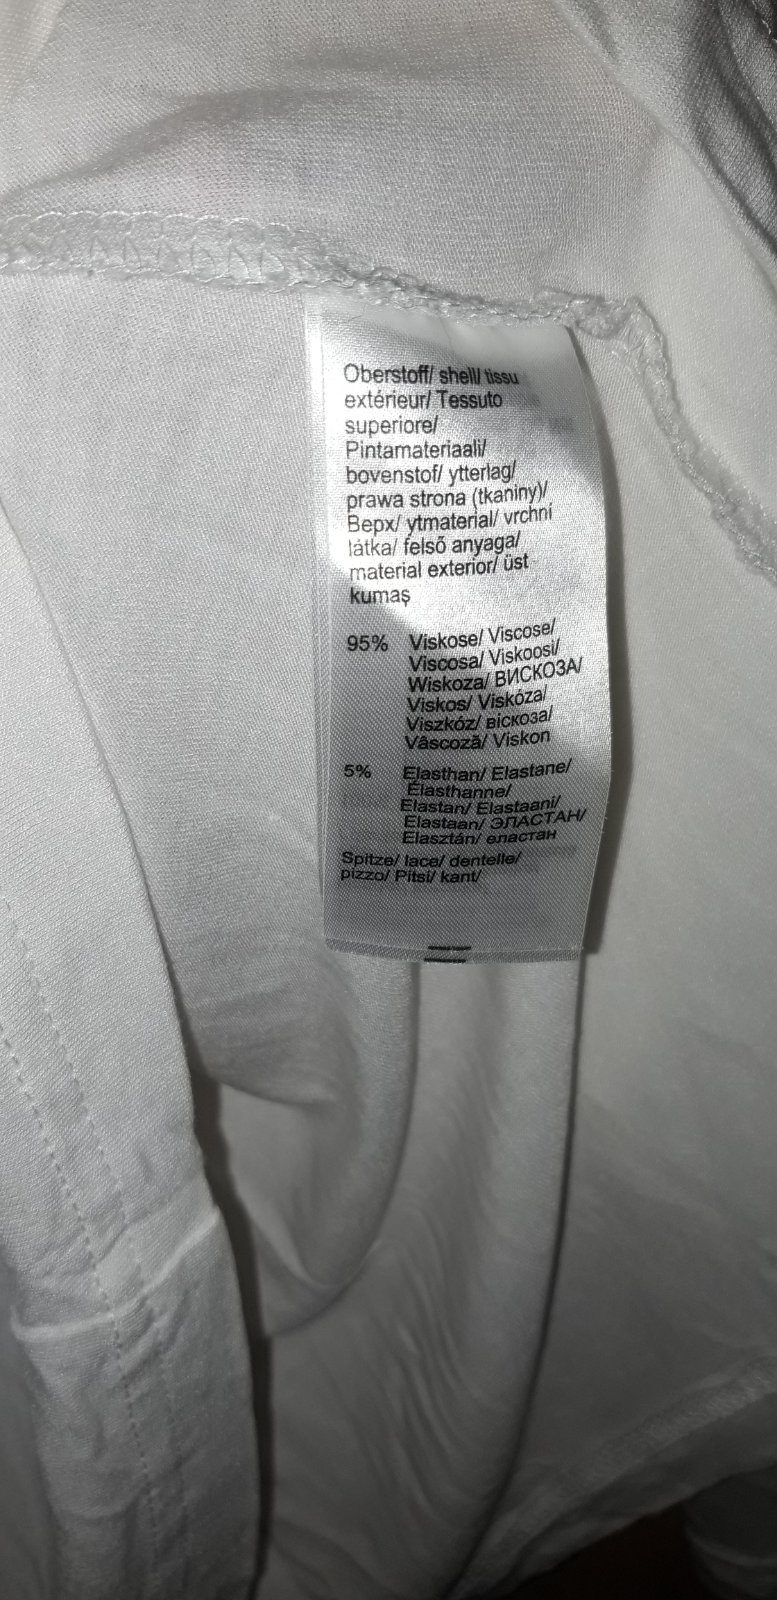 Oberstoff/ shell/ tissu
extérieur/ Tessuto
superiore/
Pintamateriaali/
bovenstof/ ytterlag/
prawa strona (tkaniny)/
Верх/ ytmaterial/ vrchní
látka/ felső anyaga/
material exterior/ üst
kumaş
95% Viskose/ Viscose/
Viscosa/ Viskoosi/
Wiskoza/ ВИСКОЗА/
Viskos/ Viskóza/
Viszkóz/ віскоза/
Vâscoză/ Viskon
5% Elasthan/ Elastane/
Élasthanne/
Elastan/ Elastaani/
Elastaan/ ЭЛАСТАН/
Elasztán/ еластан
Spitze/ lace/ dentelle/
pizzo/ Pitsi/ kant/